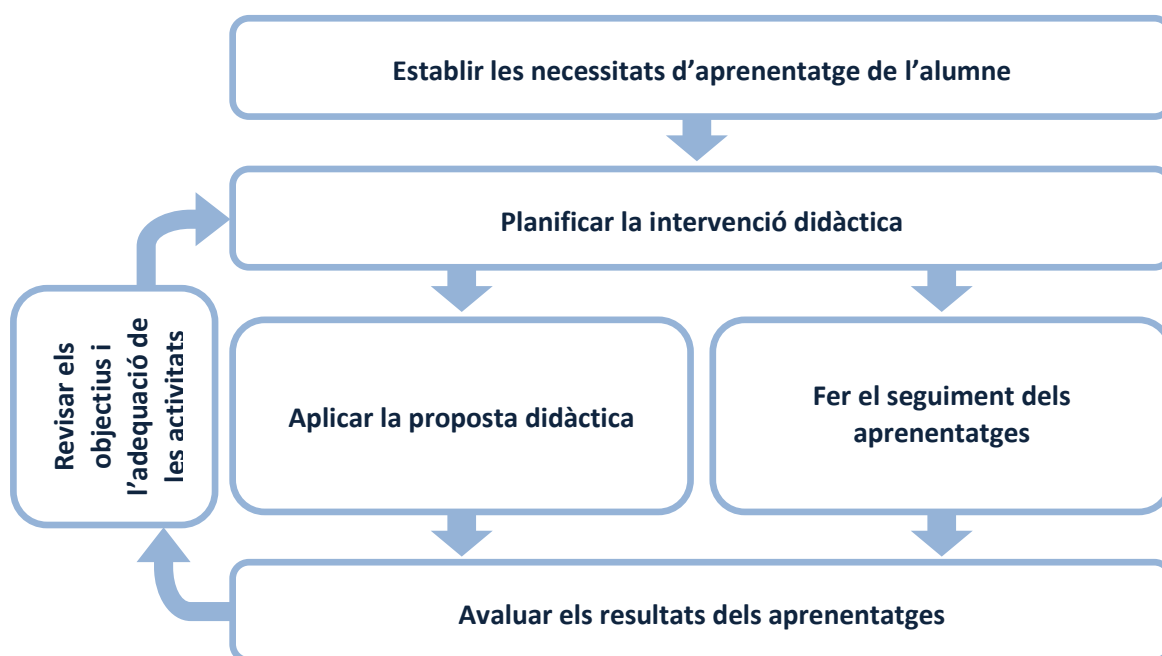 Establir les necessitats d’aprenentatge de l’alumne
Planificar la intervenció didàctica
Revisar els
objectius i
l’adequació de
les activitats
Aplicar la proposta didàctica
Fer el seguiment dels
aprenentatges
Avaluar els resultats dels aprenentatges